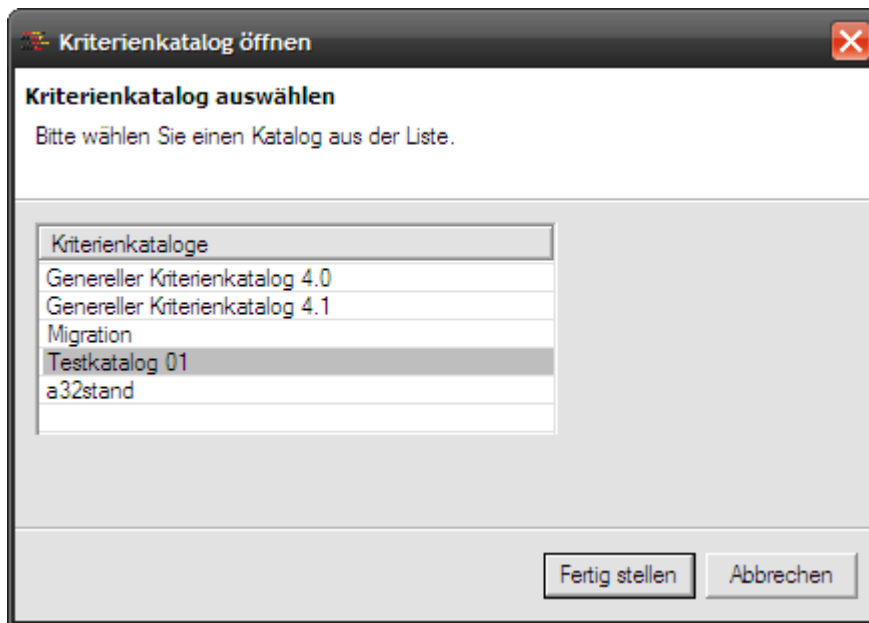 Kriterienkatalog öffnen
Kriterienkatalog auswählen
Bitte wählen Sie einen Katalog aus der Liste.
Kriterienkataloge
Genereller Kriterienkatalog 4.0
Genereller Kriterienkatalog 4.1
Migration
Testkatalog 01
a32stand
Fertig stellen
Abbrechen